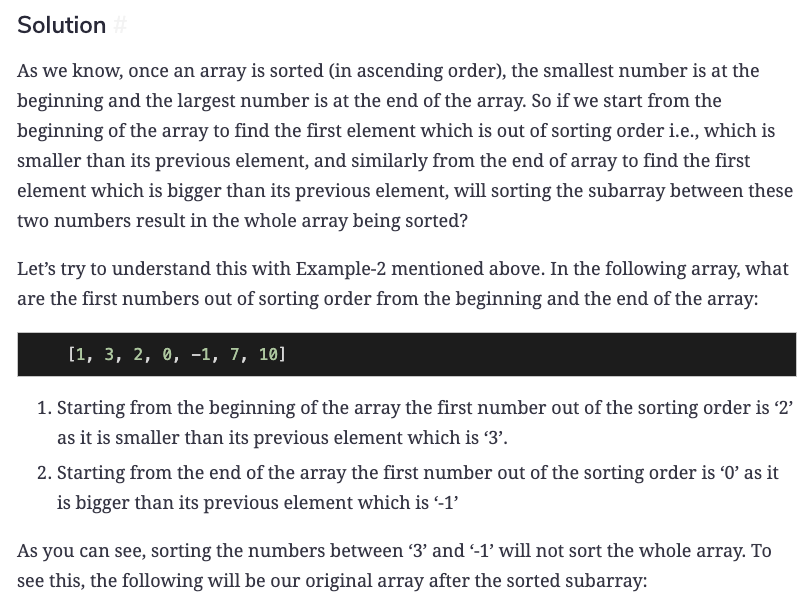 Solution #
As we know, once an array is sorted (in ascending order), the smallest number is at the
beginning and the largest number is at the end of the array. So if we start from the
beginning of the array to find the first element which is out of sorting order i.e., which is
smaller than its previous element, and similarly from the end of array to find the first
element which is bigger than its previous element, will sorting the subarray between these
two numbers result in the whole array being sorted?
Let’s try to understand this with Example-2 mentioned above. In the following array, what
are the first numbers out of sorting order from the beginning and the end of the array:
[1, 3, 2, 0, -1, 7, 10]
1. Starting from the beginning of the array the first number out of the sorting order is ‘2’
as it is smaller than its previous element which is ‘3’.
2. Starting from the end of the array the first number out of the sorting order is ‘0’ as it
is bigger than its previous element which is ‘-1’
As you can see, sorting the numbers between ‘3’ and ‘-1’ will not sort the whole array. To
see this, the following will be our original array after the sorted subarray: